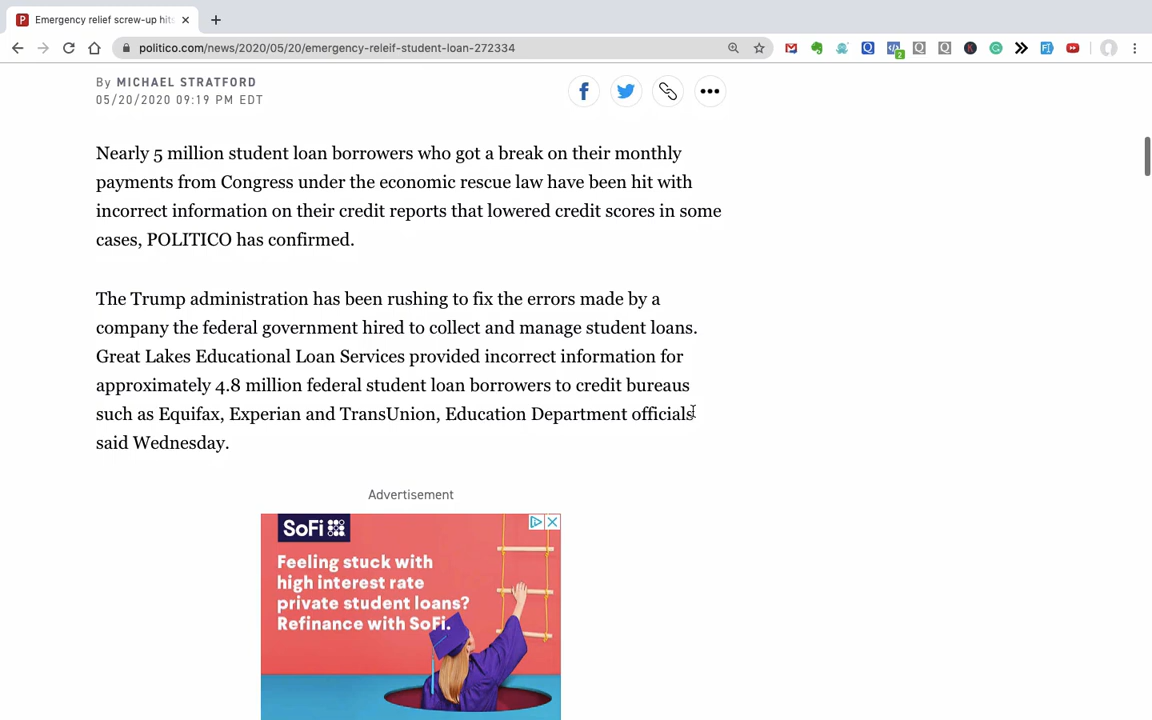 Emergency relief screw-up hits
politico.com/news/2020/05/20/emergency-releif-student-loan-272334
By MICHAEL STRATFORD
05/20/2020 09:19 PM EDT
Nearly 5 million student loan borrowers who got a break on their monthly
payments from Congress under the economic rescue law have been hit with
incorrect information on their credit reports that lowered credit scores in some
cases, POLITICO has confirmed.
The Trump administration has been rushing to fix the errors made by a
company the federal government hired to collect and manage student loans.
Great Lakes Educational Loan Services provided incorrect information for
approximately 4.8 million federal student loan borrowers to credit bureaus
such as Equifax, Experian and TransUnion, Education Department officials
said Wednesday.
Advertisement
SoFi
Feeling stuck with
high interest rate
private student loans?
Refinance with SoFi.